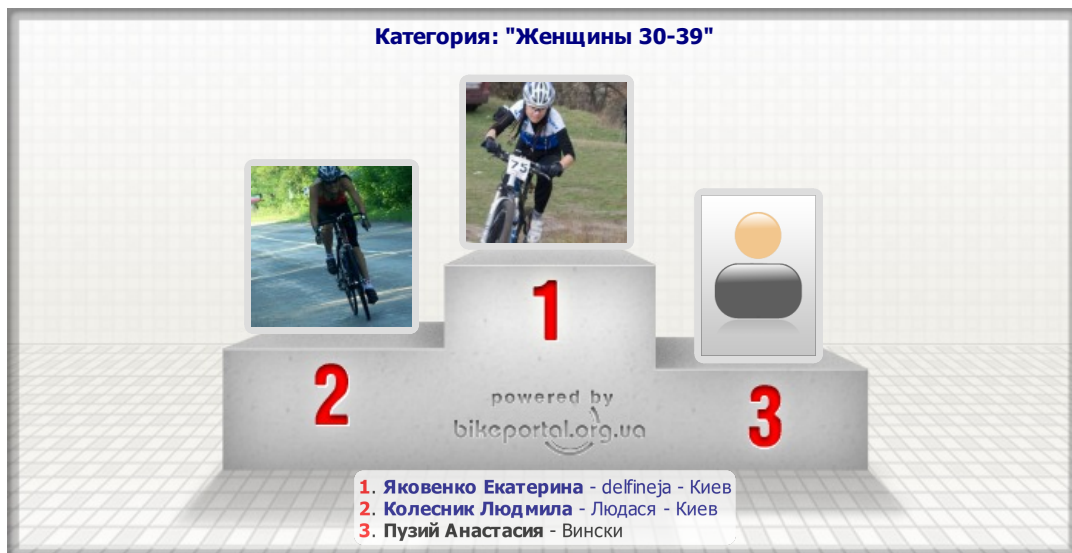 Категория: "Женщины 30-39"
75
1
2
3
powered by
bikeportal.org.ua
1. Яковенко Екатерина - delfineja - Киев
2. Колесник Людмила - Людася - Киев
3. Пузий Анастасия - Вински